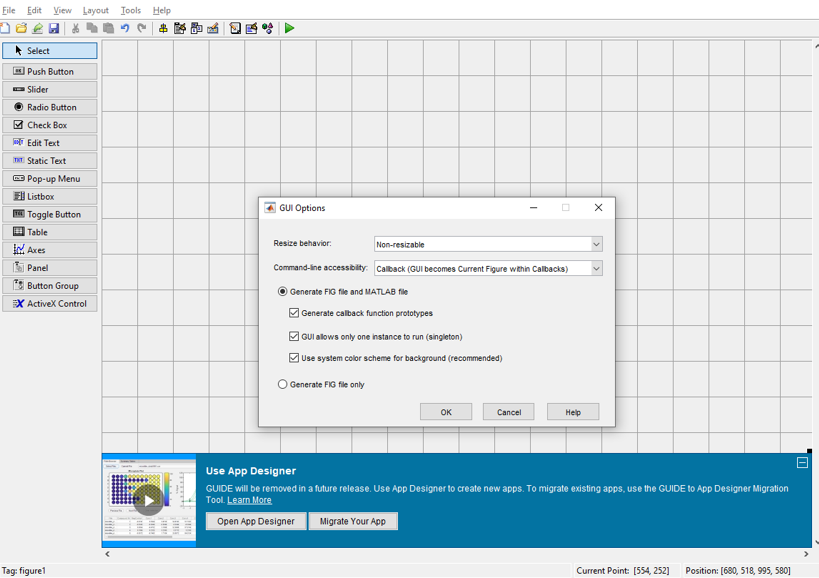 File Edit View Layout Tools Help
Select
Push Button
Slider
Radio Button
Check Box
Edit Text
Static Text
Pop-up Menu
Listbox
Toggle Button
Table
Axes
Panel
Button Group
ActiveX Control
GUI Options
Resize behavior: Non-resizable
Command-line accessibility: Callback (GUI becomes Current Figure within Callbacks)
Generate FIG file and MATLAB file
Generate callback function prototypes
GUI allows only one instance to run (singleton)
Use system color scheme for background (recommended)
Generate FIG file only
OK Cancel Help
Use App Designer
GUIDE will be removed in a future release. Use App Designer to create new apps. To migrate existing apps, use the GUIDE to App Designer Migration
Tool. Learn More
Open App Designer Migrate Your App
Tag: figure1 Current Point: [554, 252] Position: [680, 518, 995, 580]